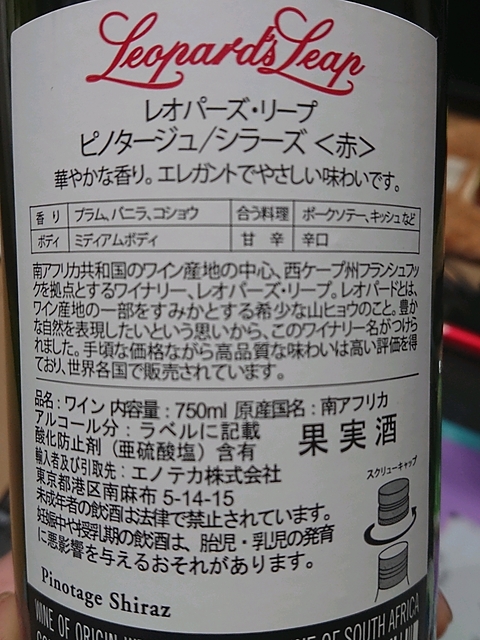 Leopard's Leap
レオパーズ・リープ
ピノタージュ/シラーズ <赤>
華やかな香り。エレガントでやさしい味わいです。
香り プラム、バニラ、コショウ 合う料理 ポークソテー、キッシュなど
ボディ ミディアムボディ 甘辛 辛口
南アフリカ共和国のワイン産地の中心、西ケープ州フランシュフッ
クを拠点とするワイナリー、レオパーズ・リープ。レオパードとは、
ワイン産地の一部をすみかとする希少な山ヒョウのこと。豊か
な自然を表現したいという思いから、このワイナリー名がつけら
れました。手頃な価格ながら高品質な味わいは高い評価を得
ており、世界各国で販売されています。
品名：ワイン 内容量：750ml 原産国名：南アフリカ
アルコール分：ラベルに記載
酸化防止剤（亜硫酸塩）含有
果実酒
輸入者及び引取先：エノテカ株式会社
東京都港区南麻布 5-14-15
未成年者の飲酒は法律で禁止されています。
妊娠中や授乳期の飲酒は、胎児・乳児の発育
に悪影響を与えるおそれがあります。
スクリューキャップ
Pinotage Shiraz
WINE OF ORIGIN
OF SOUTH AFRICA